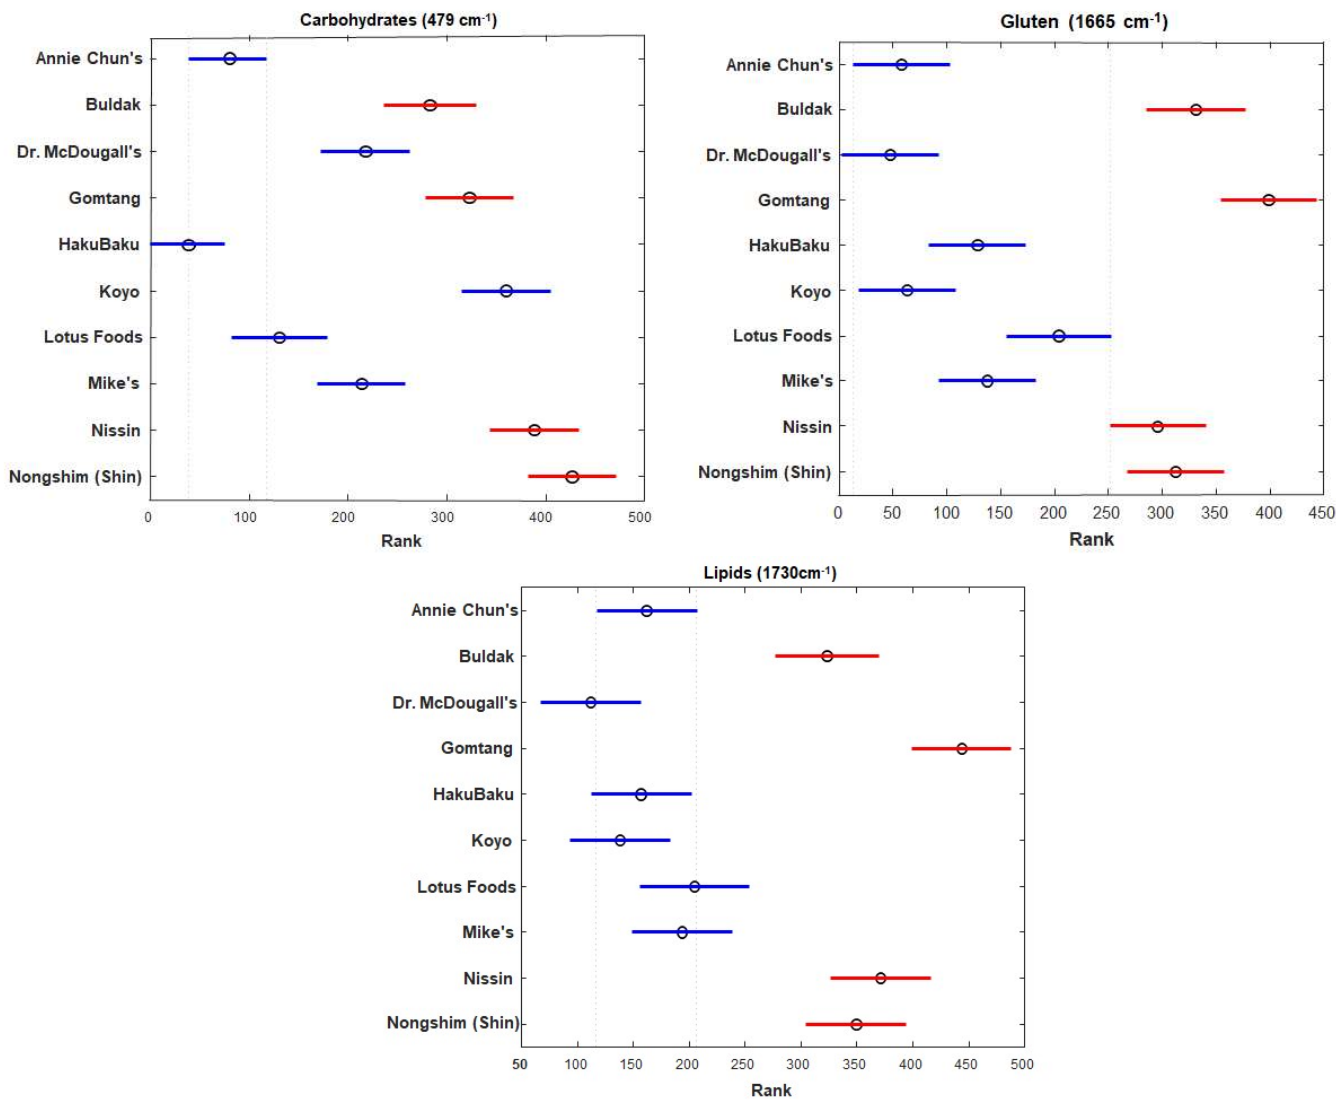 Carbohydrates (479 cm-1)
Annie Chun's
Buldak
Dr. McDougall's
Gomtang
HakuBaku
Koyo
Lotus Foods
Mike's
Nissin
Nongshim (Shin)
0 100 200 300 400 500
Rank
Gluten (1665 cm-1)
Annie Chun's
Buldak
Dr. McDougall's
Gomtang
HakuBaku
Koyo
Lotus Foods
Mike's
Nissin
Nongshim (Shin)
0 50 100 150 200 250 300 350 400 450
Rank
Lipids (1730cm-1)
Annie Chun's
Buldak
Dr. McDougall's
Gomtang
HakuBaku
Koyo
Lotus Foods
Mike's
Nissin
Nongshim (Shin)
50 100 150 200 250 300 350 400 450 500
Rank